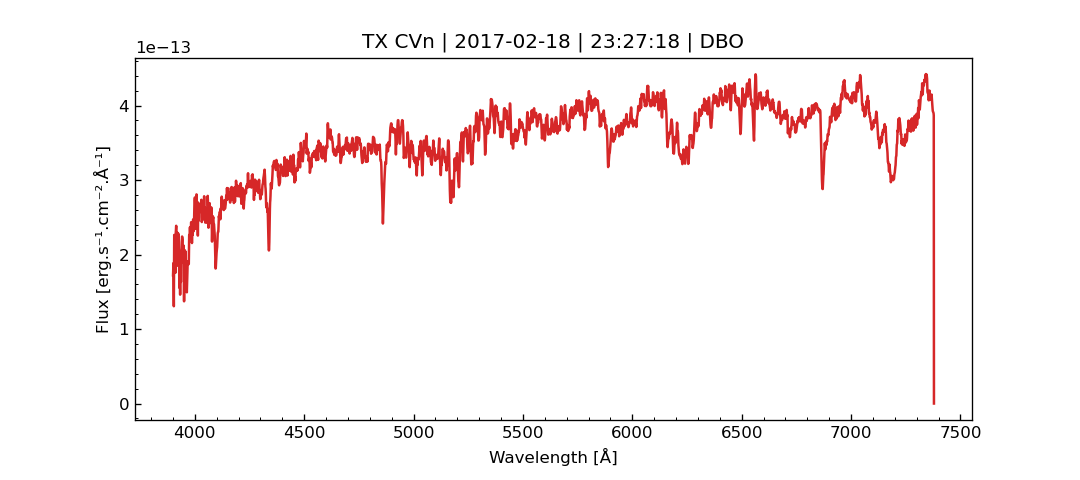 TX CVn | 2017-02-18 | 23:27:18 | DBO
1e−13
4
3
2
1
0
Flux [erg.s⁻¹.cm⁻².Å⁻¹]
4000 4500 5000 5500 6000 6500 7000 7500
Wavelength [Å]